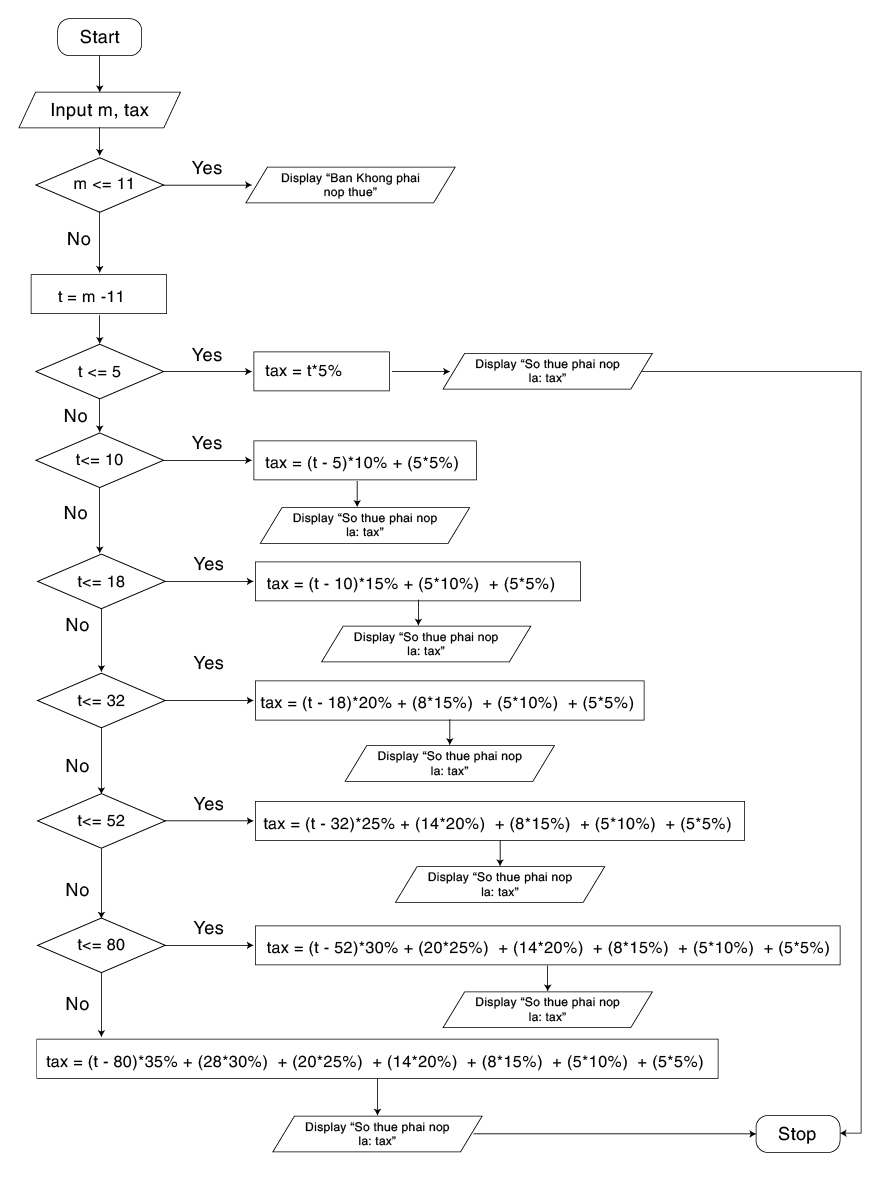 Start
Input m, tax
m <= 11
Yes
Display “Ban Khong phai
nop thue”
No
t = m -11
t <= 5
Yes
tax = t*5%
Display “So thue phai nop
la: tax”
No
t<= 10
Yes
tax = (t - 5)*10% + (5*5%)
Display “So thue phai nop
la: tax”
No
t<= 18
Yes
tax = (t - 10)*15% + (5*10%) + (5*5%)
Display “So thue phai nop
la: tax”
No
t<= 32
Yes
tax = (t - 18)*20% + (8*15%) + (5*10%) + (5*5%)
Display “So thue phai nop
la: tax”
No
t<= 52
Yes
tax = (t - 32)*25% + (14*20%) + (8*15%) + (5*10%) + (5*5%)
Display “So thue phai nop
la: tax”
No
t<= 80
Yes
tax = (t - 52)*30% + (20*25%) + (14*20%) + (8*15%) + (5*10%) + (5*5%)
Display “So thue phai nop
la: tax”
No
tax = (t - 80)*35% + (28*30%) + (20*25%) + (14*20%) + (8*15%) + (5*10%) + (5*5%)
Display “So thue phai nop
la: tax”
Stop